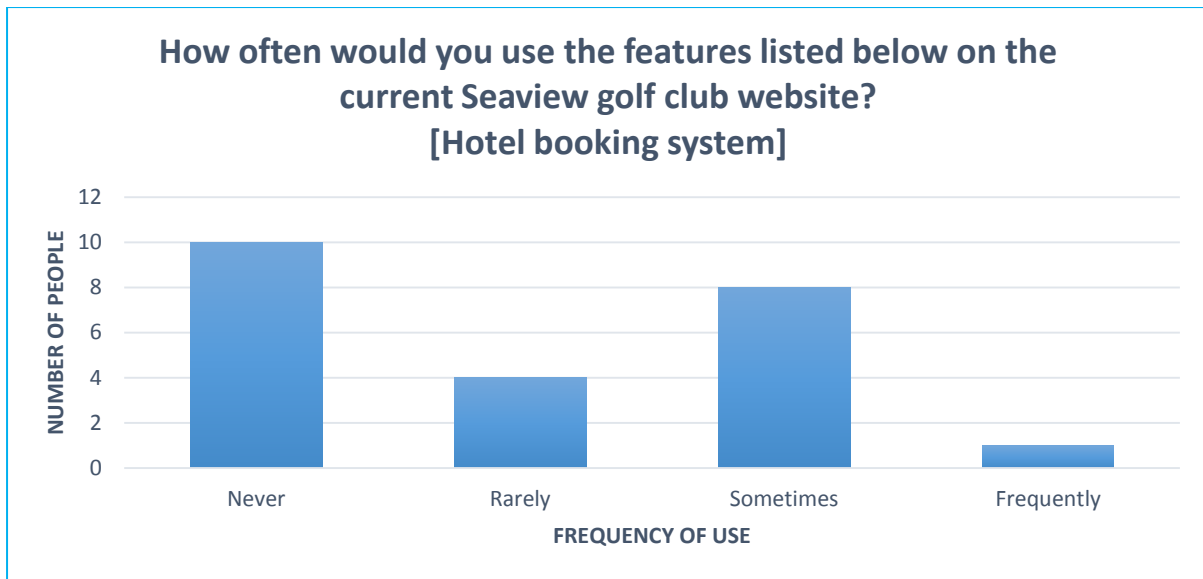 How often would you use the features listed below on the
current Seaview golf club website?
[Hotel booking system]
NUMBER OF PEOPLE
12
10
8
6
4
2
0
Never
Rarely
Sometimes
Frequently
FREQUENCY OF USE